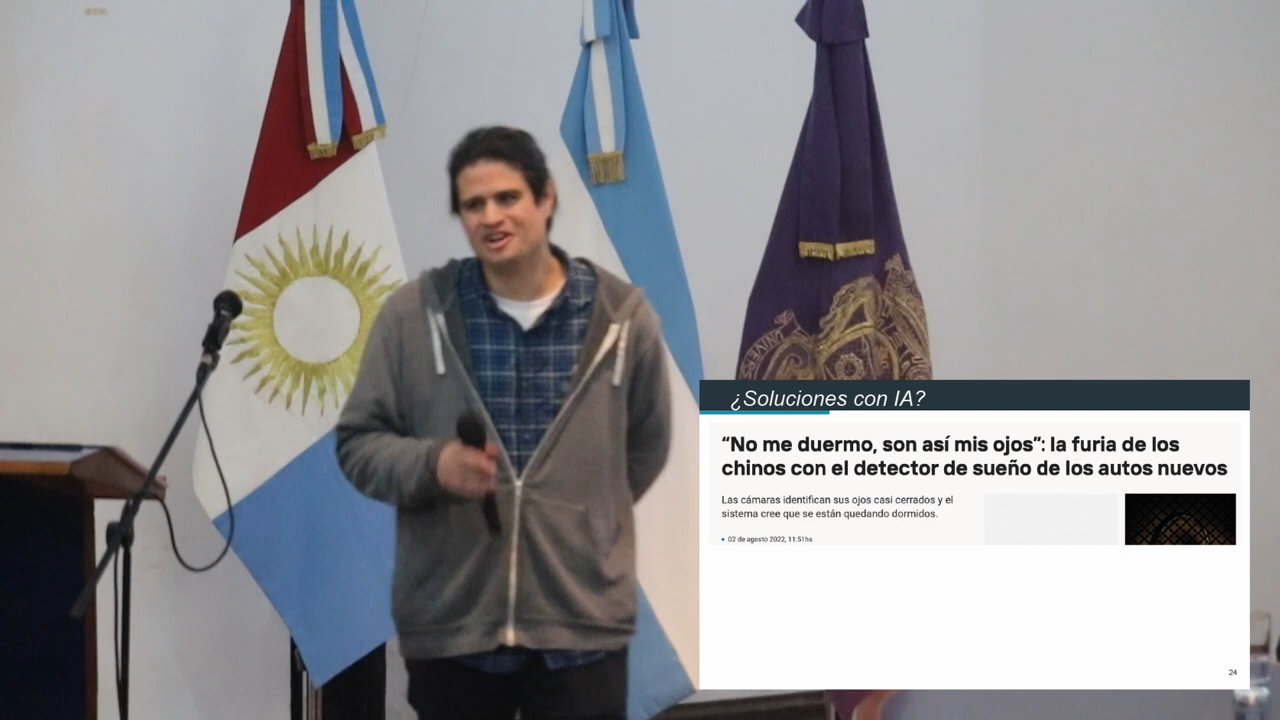 ¿Soluciones con IA?
“No me duermo, son así mis ojos”: la furia de los
chinos con el detector de sueño de los autos nuevos
Las cámaras identifican sus ojos casi cerrados y el
sistema cree que se están quedando dormidos.
02 de agosto 2022, 11:51hs
24